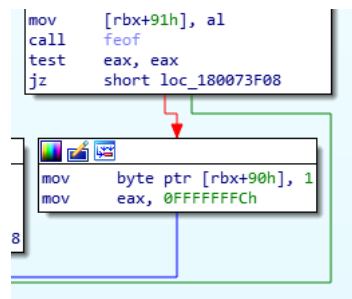 mov [rbx+91h], al
call feof
test eax, eax
jz short loc_180073F08
mov byte ptr [rbx+90h], 1
mov eax, 0FFFFFFFCh
8